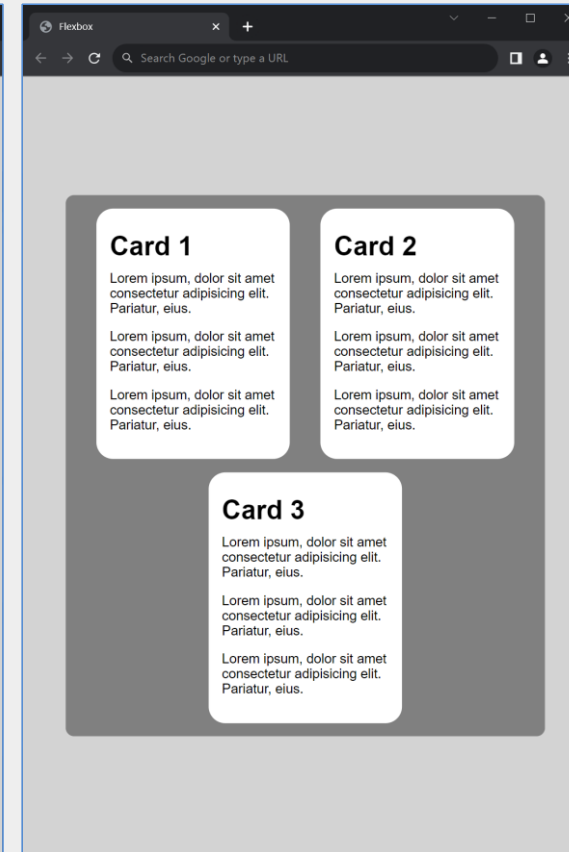 Flexbox
Search Google or type a URL
Card 1
Lorem ipsum, dolor sit amet
consectetur adipisicing elit.
Pariatur, eius.
Lorem ipsum, dolor sit amet
consectetur adipisicing elit.
Pariatur, eius.
Lorem ipsum, dolor sit amet
consectetur adipisicing elit.
Pariatur, eius.
Card 2
Lorem ipsum, dolor sit amet
consectetur adipisicing elit.
Pariatur, eius.
Lorem ipsum, dolor sit amet
consectetur adipisicing elit.
Pariatur, eius.
Lorem ipsum, dolor sit amet
consectetur adipisicing elit.
Pariatur, eius.
Card 3
Lorem ipsum, dolor sit amet
consectetur adipisicing elit.
Pariatur, eius.
Lorem ipsum, dolor sit amet
consectetur adipisicing elit.
Pariatur, eius.
Lorem ipsum, dolor sit amet
consectetur adipisicing elit.
Pariatur, eius.